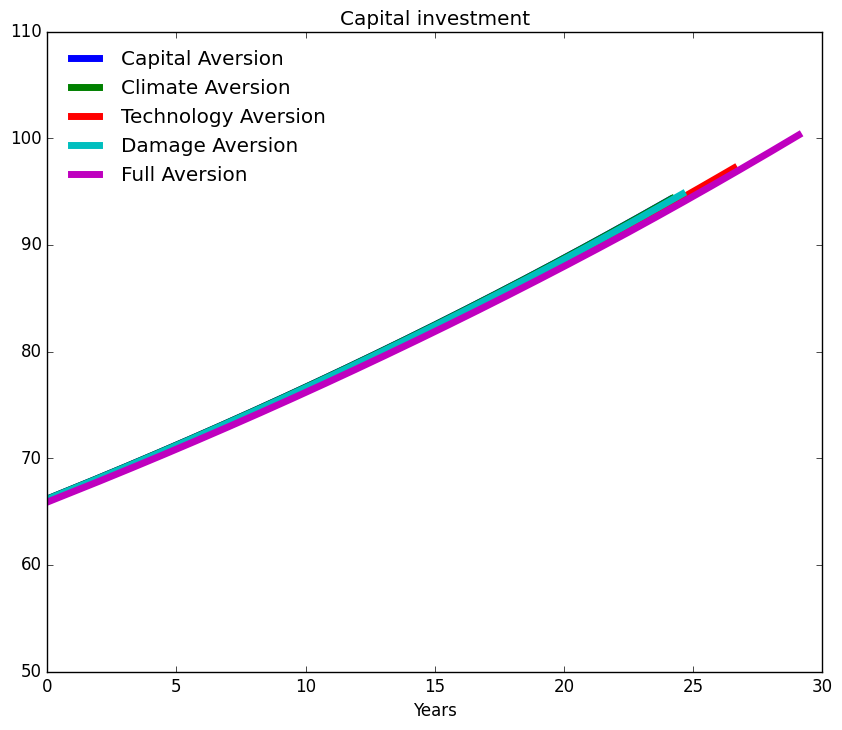 Capital investment
110
100
90
80
70
60
50
Capital Aversion
Climate Aversion
Technology Aversion
Damage Aversion
Full Aversion
0 5 10 15 20 25 30
Years